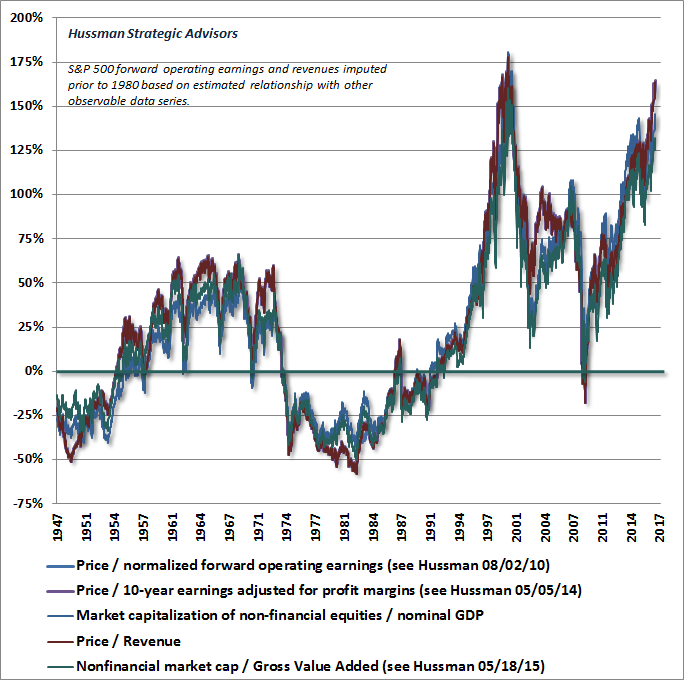 200%
Hussman Strategic Advisors
S&P 500 forward operating earnings and revenues imputed
prior to 1980 based on estimated relationship with other
observable data series.
175%
150%
125%
100%
75%
50%
25%
0%
-25%
-50%
-75%
1947 1951 1954 1957 1961 1964 1967 1971 1974 1977 1981 1984 1987 1991 1994 1997 2001 2004 2007 2011 2014 2017
Price / normalized forward operating earnings (see Hussman 08/02/10)
Price / 10-year earnings adjusted for profit margins (see Hussman 05/05/14)
Market capitalization of non-financial equities / nominal GDP
Price / Revenue
Nonfinancial market cap / Gross Value Added (see Hussman 05/18/15)